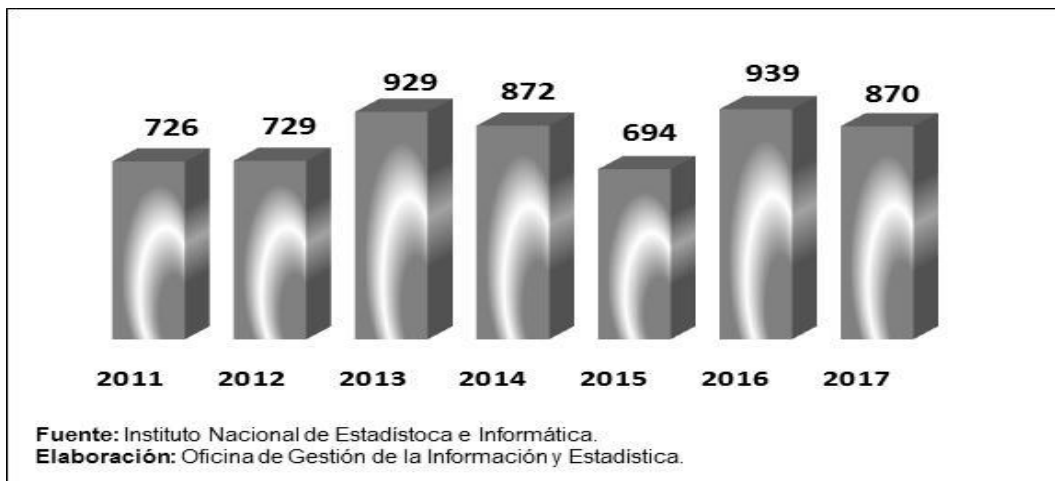 726 729 929 872 694 939 870
2011 2012 2013 2014 2015 2016 2017
Fuente: Instituto Nacional de Estadístoca e Informática.
Elaboración: Oficina de Gestión de la Información y Estadística.